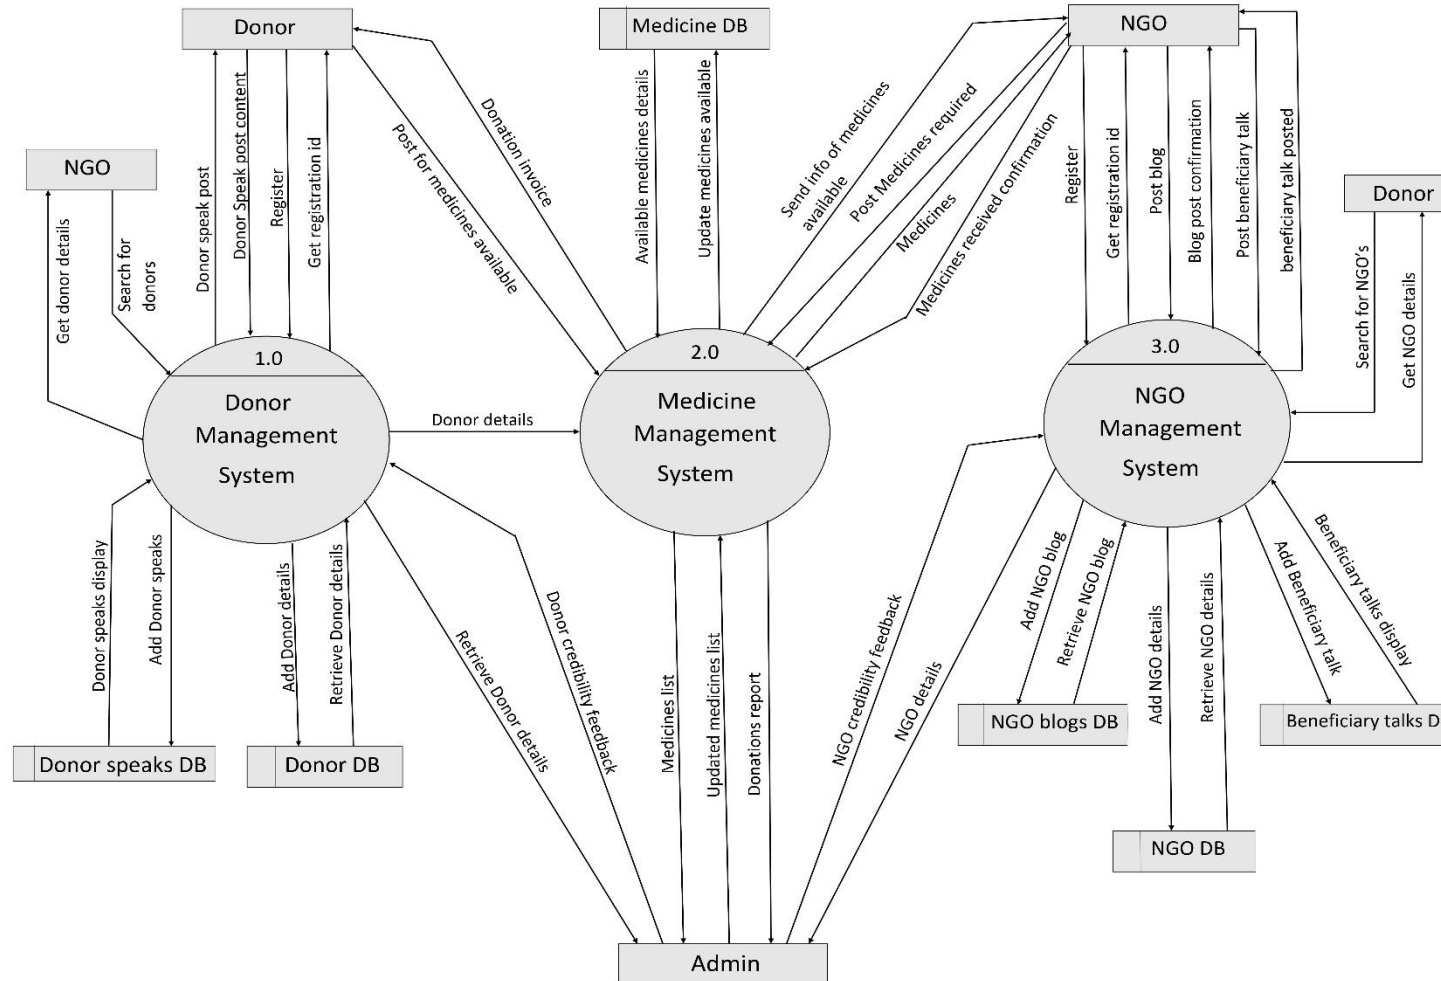 Donor
Medicine DB
NGO
NGO
Donor
Get donor details
Search for
donors
Donor speak post
Donor Speak post content
Register
Get registration id
Post for medicines available
Donation invoice
Available medicines details
Update medicines available
Send info of medicines
available
Post Medicines required
Medicines
Medicines received confirmation
Register
Get registration id
Post blog
Blog post confirmation
Post beneficiary talk
beneficiary talk posted
Search for NGO's
Get NGO details
1.0
Donor
Management
System
Donor details
2.0
Medicine
Management
System
3.0
NGO
Management
System
Donor speaks display
Add Donor speaks
Add Donor details
Retrieve Donor details
Retrieve Donor details
Donor credibility feedback
Medicines list
Updated medicines list
Donations report
NGO credibility feedback
NGO details
Add NGO blog
Retrieve NGO blog
Add NGO details
Retrieve NGO details
Add Beneficiary talk
Beneficiary talks display
Donor speaks DB
Donor DB
NGO blogs DB
Beneficiary talks D
NGO DB
Admin